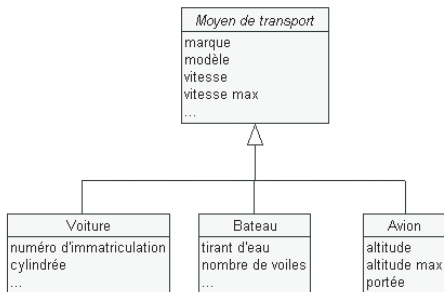 Moyen de transport
marque
modèle
vitesse
vitesse max
...
Voiture
numéro d'immatriculation
cylindrée
...
Bateau
tirant d'eau
nombre de voiles
...
Avion
altitude
altitude max
portée